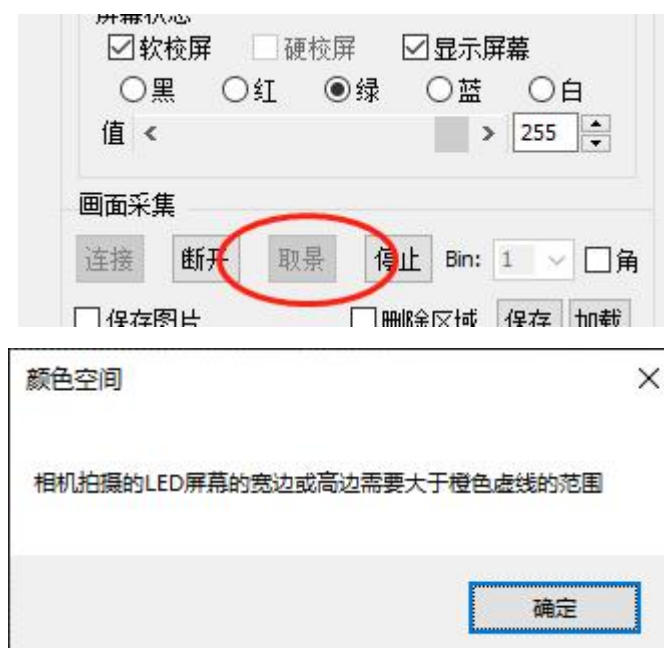 屏幕状态
软校屏 硬校屏 显示屏幕
黑 红 绿 蓝 白
值 < > 255
画面采集
连接 断开 取景 停止 Bin: 1 角
保存图片 删除区域 保存 加载
颜色空间
相机拍摄的LED屏幕的宽边或高边需要大于橙色虚线的范围
确定